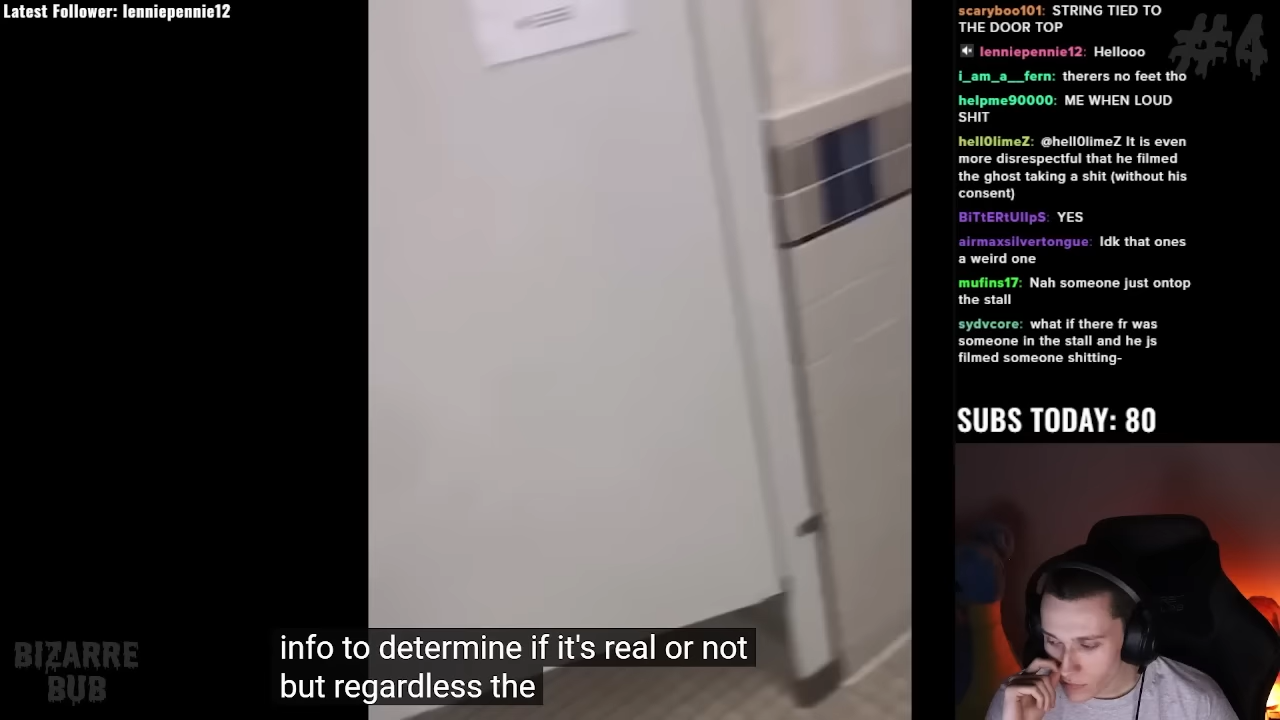 Latest Follower: lenniepennie12
scaryboo101: STRING TIED TO
THE DOOR TOP
lenniepennie12: Hellooo
i_am_a__fern: therers no feet tho
helpme90000: ME WHEN LOUD
SHIT
hell0limeZ: @hell0limeZ It is even
more disrespectful that he filmed
the ghost taking a shit (without his
consent)
BiTtERtUlIpS: YES
airmaxsilvertongue: Idk that ones
a weird one
mufins17: Nah someone just ontop
the stall
sydvcore: what if there fr was
someone in the stall and he js
filmed someone shitting-
#4
SUBS TODAY: 80
BIZARRE
BUB
info to determine if it's real or not
but regardless the